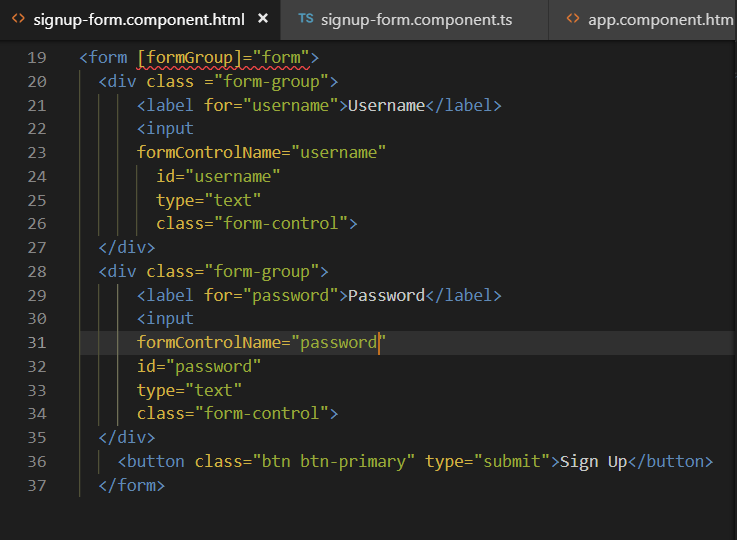 <> signup-form.component.html × TS signup-form.component.ts <> app.component.htm
19 <form [formGroup]="form">
20 <div class ="form-group">
21 <label for="username">Username</label>
22 <input
23 formControlName="username"
24 id="username"
25 type="text"
26 class="form-control">
27 </div>
28 <div class="form-group">
29 <label for="password">Password</label>
30 <input
31 formControlName="password"
32 id="password"
33 type="text"
34 class="form-control">
35 </div>
36 <button class="btn btn-primary" type="submit">Sign Up</button>
37 </form>